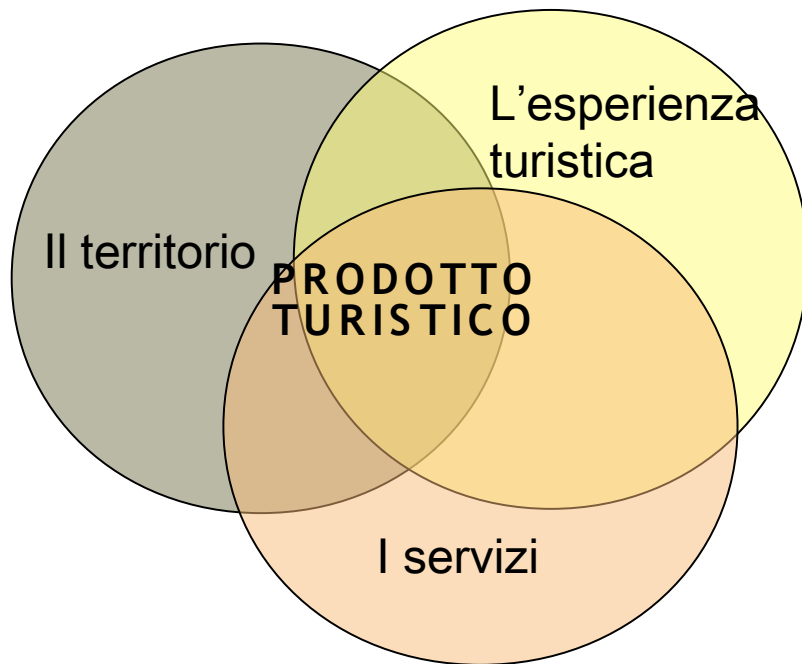 L’esperienza
turistica
Il territorio
PRODOTTO
TURISTICO
I servizi